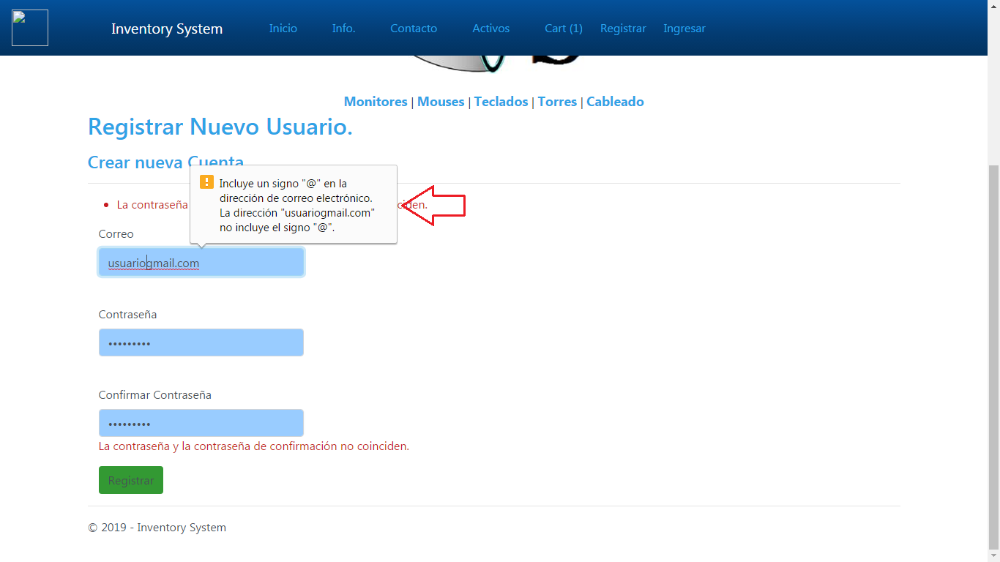 Inventory System Inicio Info. Contacto Activos Cart (1) Registrar Ingresar
Monitores | Mouses | Teclados | Torres | Cableado
Registrar Nuevo Usuario.
Crear nueva Cuenta
Incluye un signo "@" en la
dirección de correo electrónico.
La dirección "usuariogmail.com"
no incluye el signo "@".
La contraseña
Correo
usuariogmail.com
Contraseña
•••••••••
Confirmar Contraseña
•••••••••
La contraseña y la contraseña de confirmación no coinciden.
Registrar
© 2019 - Inventory System